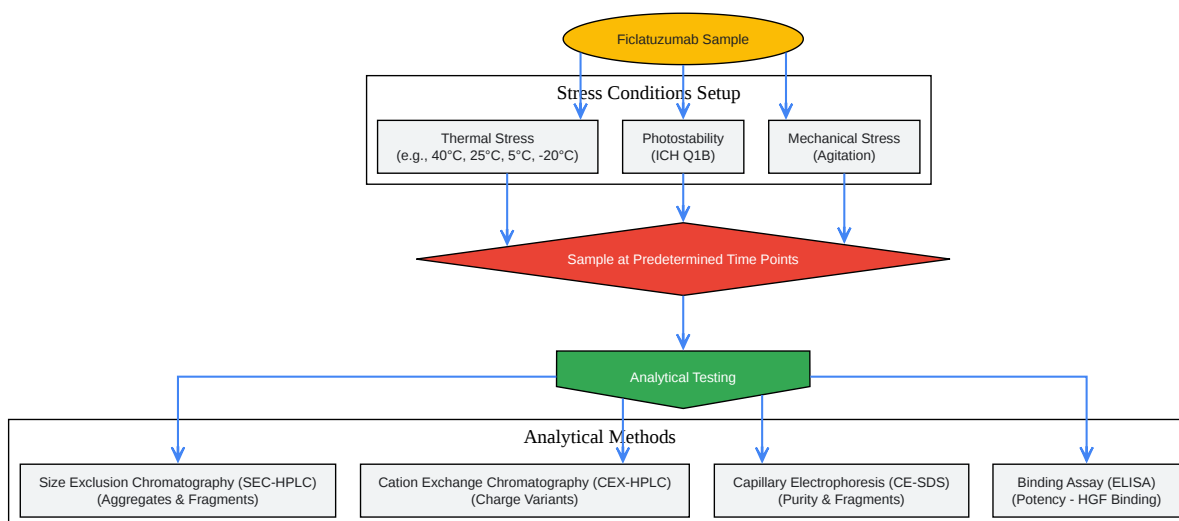 Ficlatuzumab Sample
Stress Conditions Setup
Thermal Stress
(e.g., 40°C, 25°C, 5°C, -20°C)
Photostability
(ICH Q1B)
Mechanical Stress
(Agitation)
Sample at Predetermined Time Points
Analytical Testing
Analytical Methods
Size Exclusion Chromatography (SEC-HPLC)
(Aggregates & Fragments)
Cation Exchange Chromatography (CEX-HPLC)
(Charge Variants)
Capillary Electrophoresis (CE-SDS)
(Purity & Fragments)
Binding Assay (ELISA)
(Potency - HGF Binding)